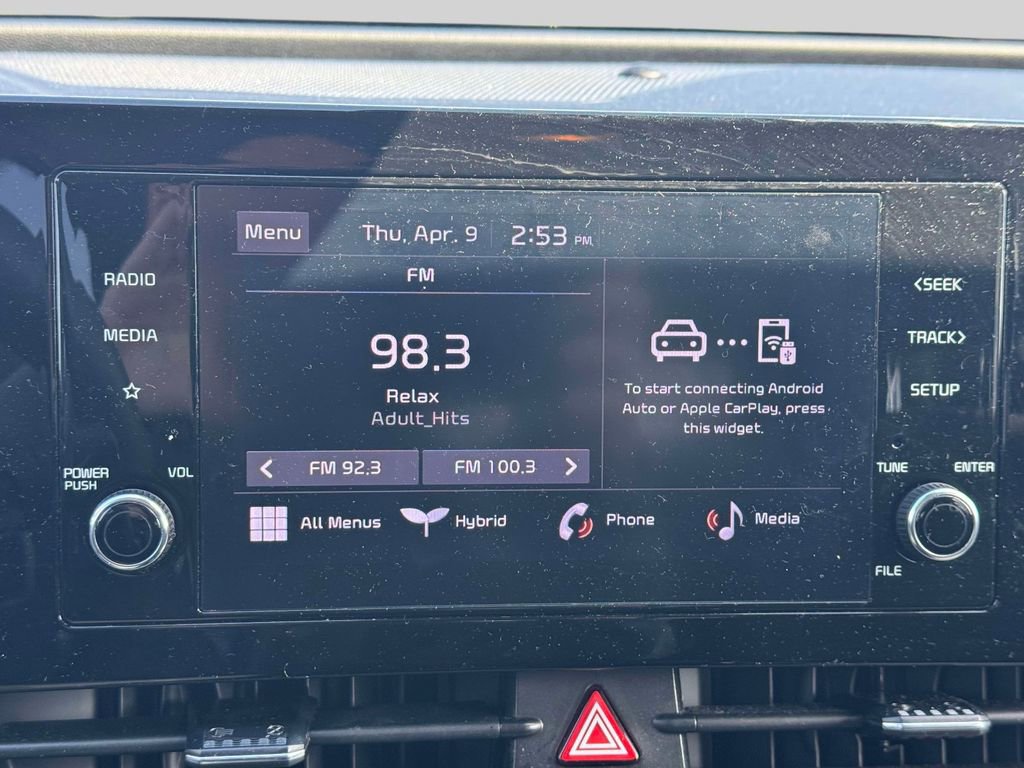 Menu Thu, Apr. 9 2:53 PM
RADIO
MEDIA
FM
98.3
Relax
Adult_Hits
< FM 92.3
FM 100.3 >
To start connecting Android
Auto or Apple CarPlay, press
this widget.
<SEEK
TRACK>
SETUP
POWER
PUSH
VOL
TUNE
ENTER
FILE
All Menus
Hybrid
Phone
Media